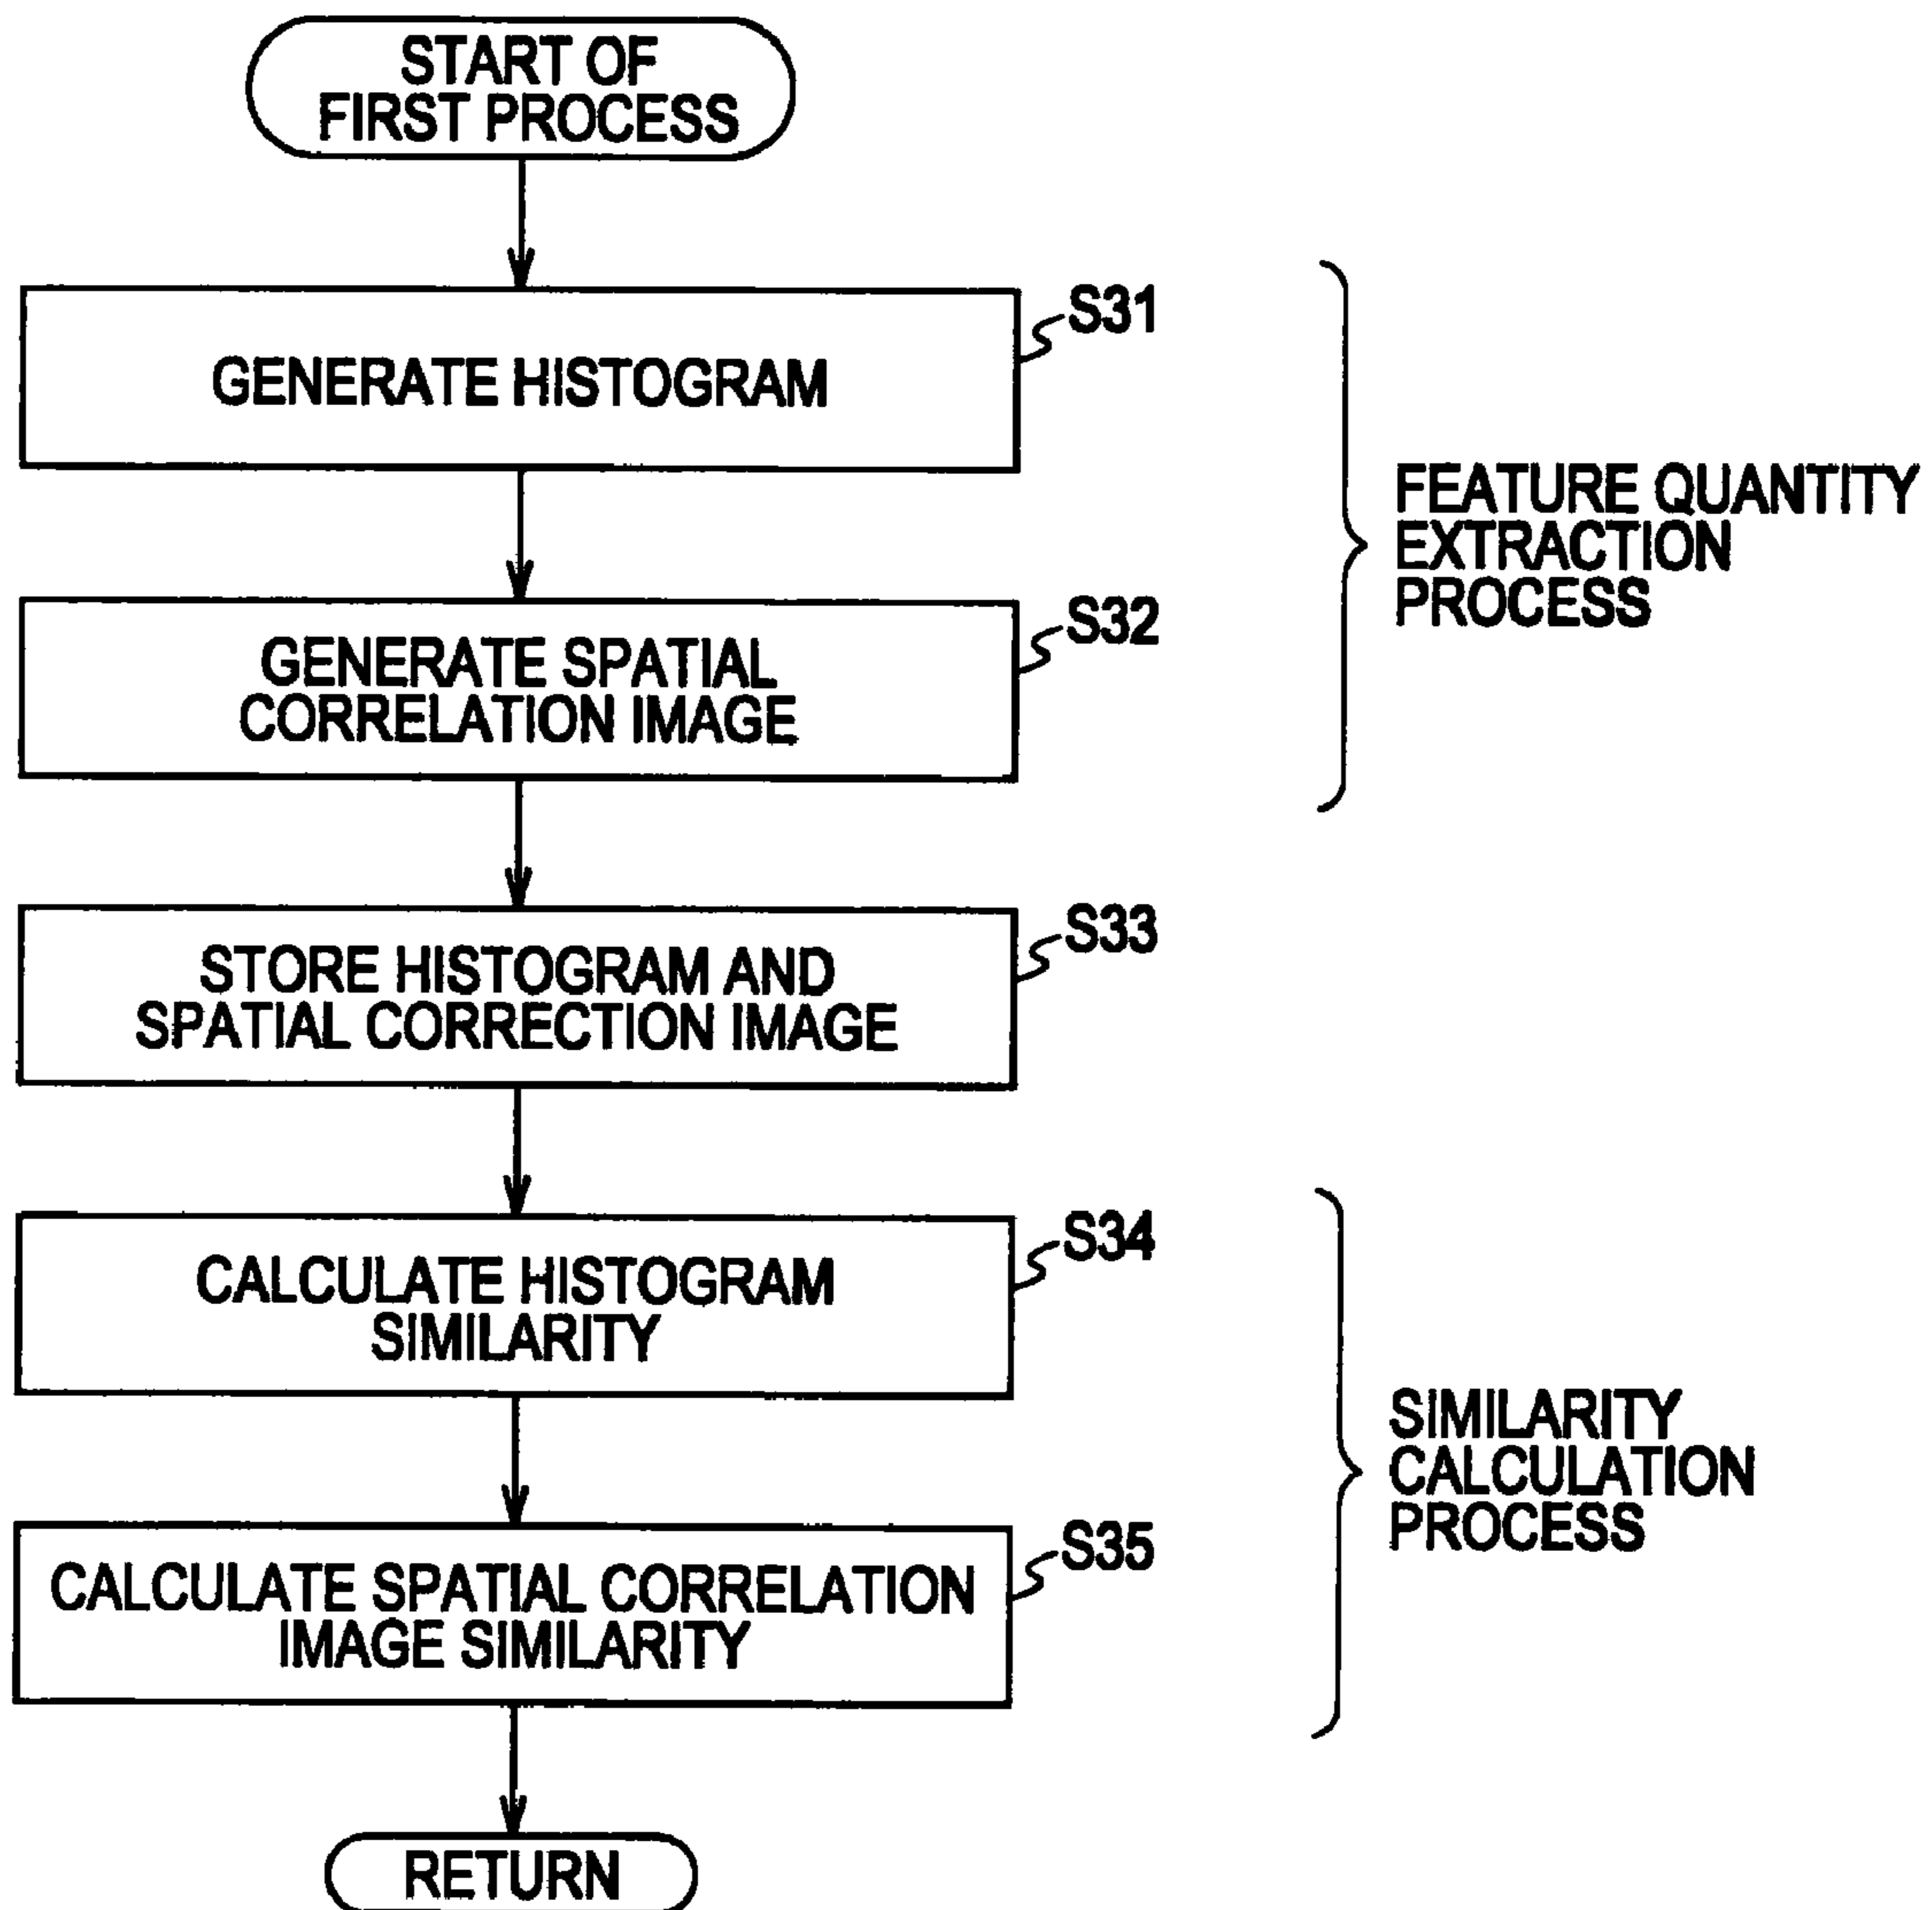 START OF
FIRST PROCESS
S31
GENERATE HISTOGRAM
FEATURE QUANTITY
EXTRACTION
PROCESS
S32
GENERATE SPATIAL
CORRELATION IMAGE
S33
STORE HISTOGRAM AND
SPATIAL CORRECTION IMAGE
S34
CALCULATE HISTOGRAM
SIMILARITY
SIMILARITY
CALCULATION
PROCESS
S35
CALCULATE SPATIAL CORRELATION
IMAGE SIMILARITY
RETURN